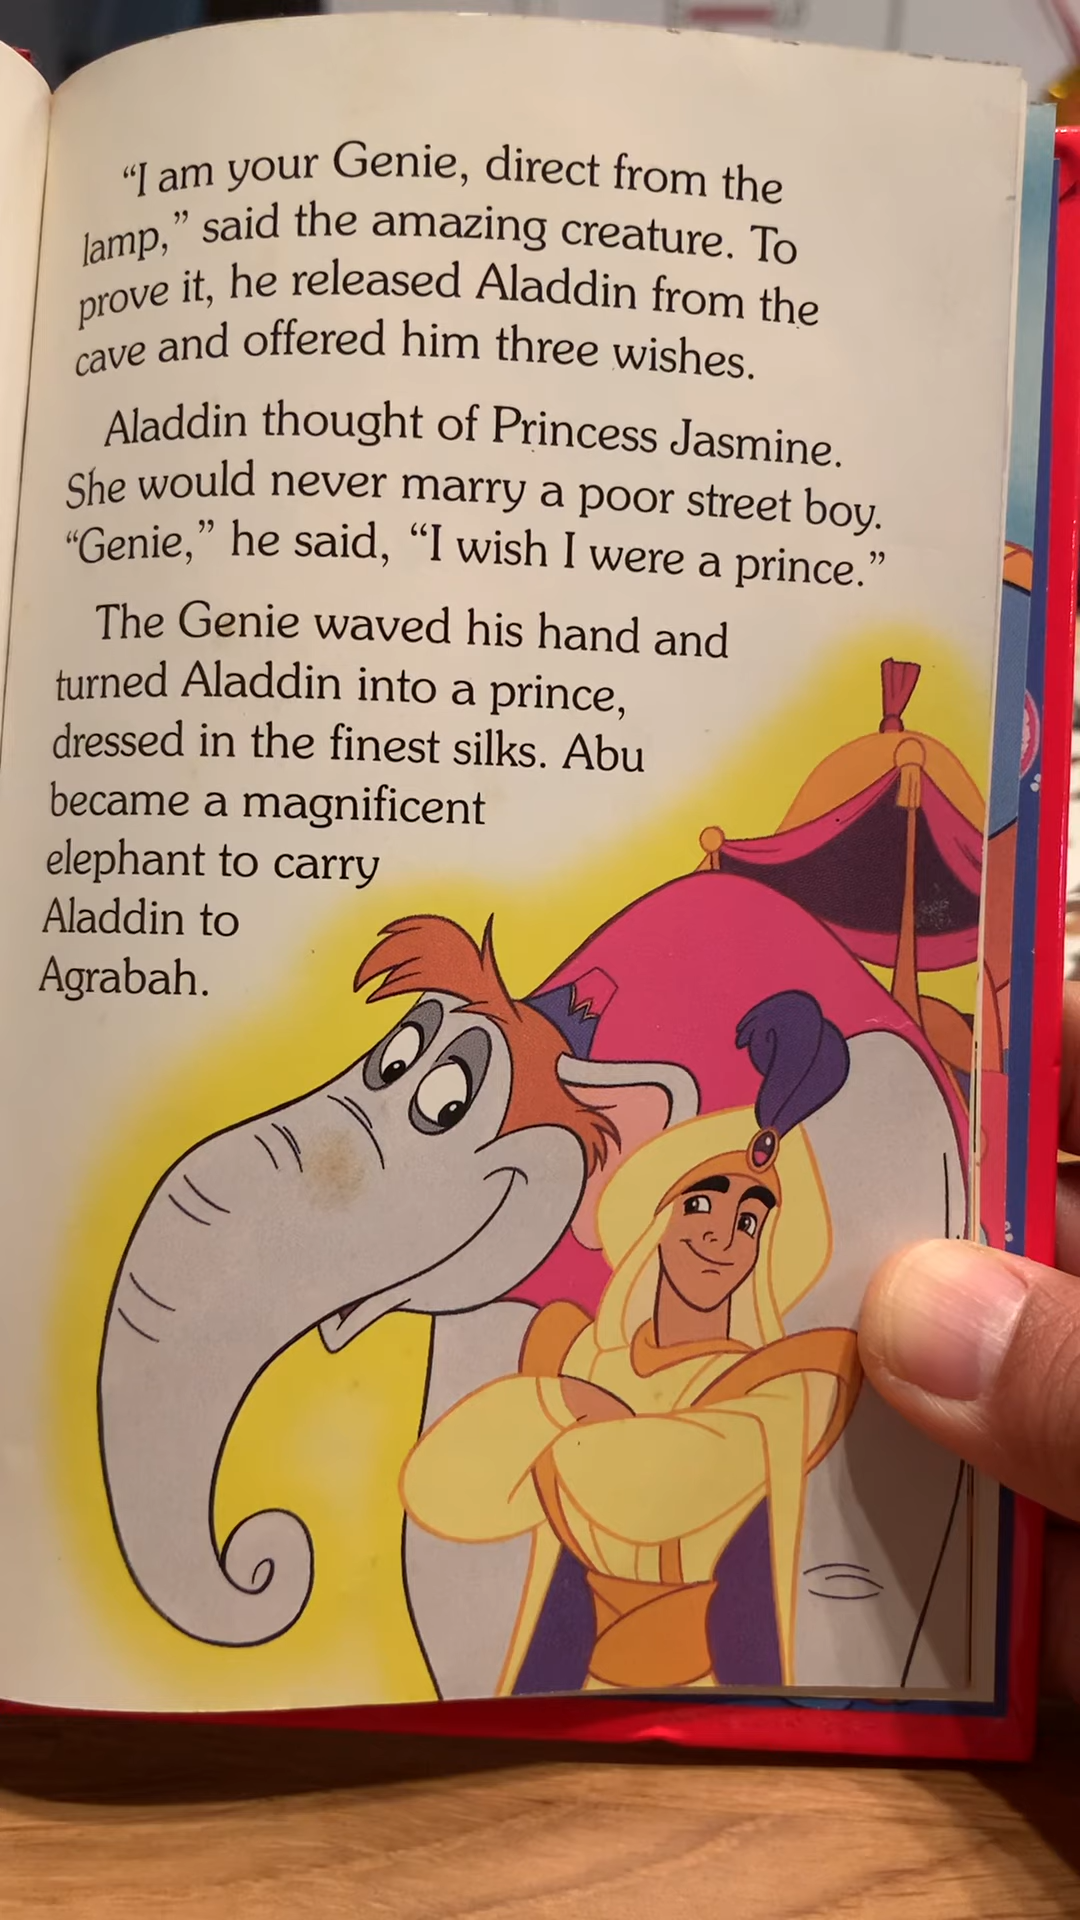 “I am your Genie, direct from the
lamp,” said the amazing creature. To
prove it, he released Aladdin from the
cave and offered him three wishes.
Aladdin thought of Princess Jasmine.
She would never marry a poor street boy.
“Genie,” he said, “I wish I were a prince.”
The Genie waved his hand and
turned Aladdin into a prince,
dressed in the finest silks. Abu
became a magnificent
elephant to carry
Aladdin to
Agrabah.